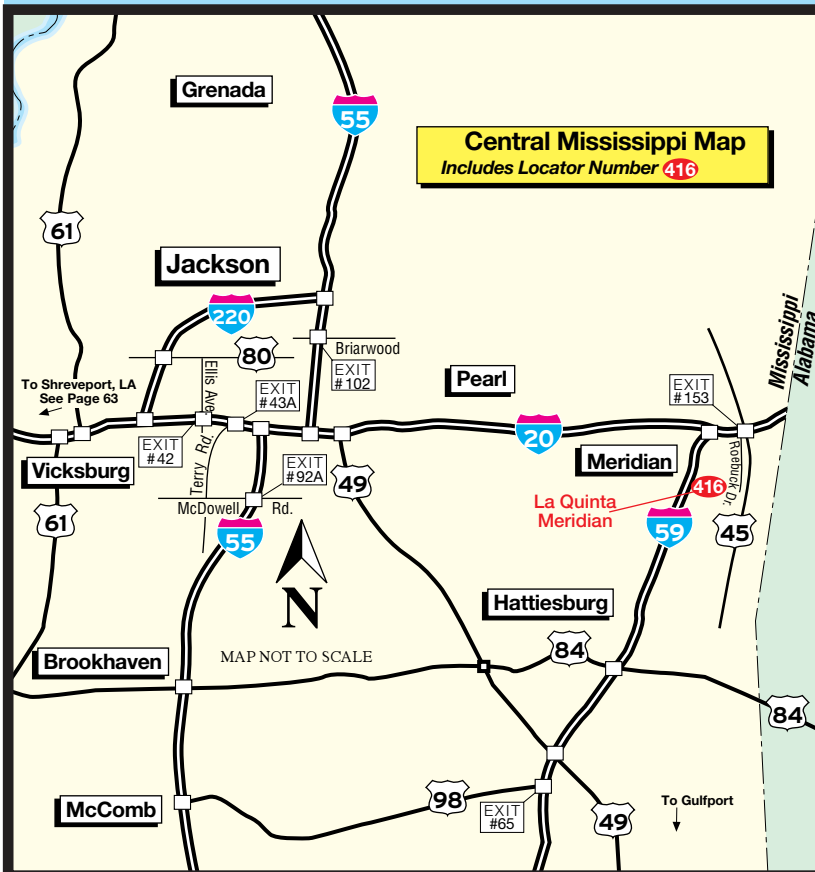 Grenada
55
Central Mississippi Map
Includes Locator Number 416
61
Jackson
220
Mississippi
Alabama
80
Briarwood
Ellis Ave.
To Shreveport, LA
See Page 63
EXIT
#43A
EXIT
#102
Pearl
EXIT
#153
20
EXIT
#42
Terry Rd.
Vicksburg
EXIT
#92A
49
Meridian
Roebuck Dr.
416
La Quinta
Meridian
McDowell Rd.
61
55
59
45
N
Hattiesburg
Brookhaven
MAP NOT TO SCALE
84
84
McComb
98
EXIT
#65
49
To Gulfport